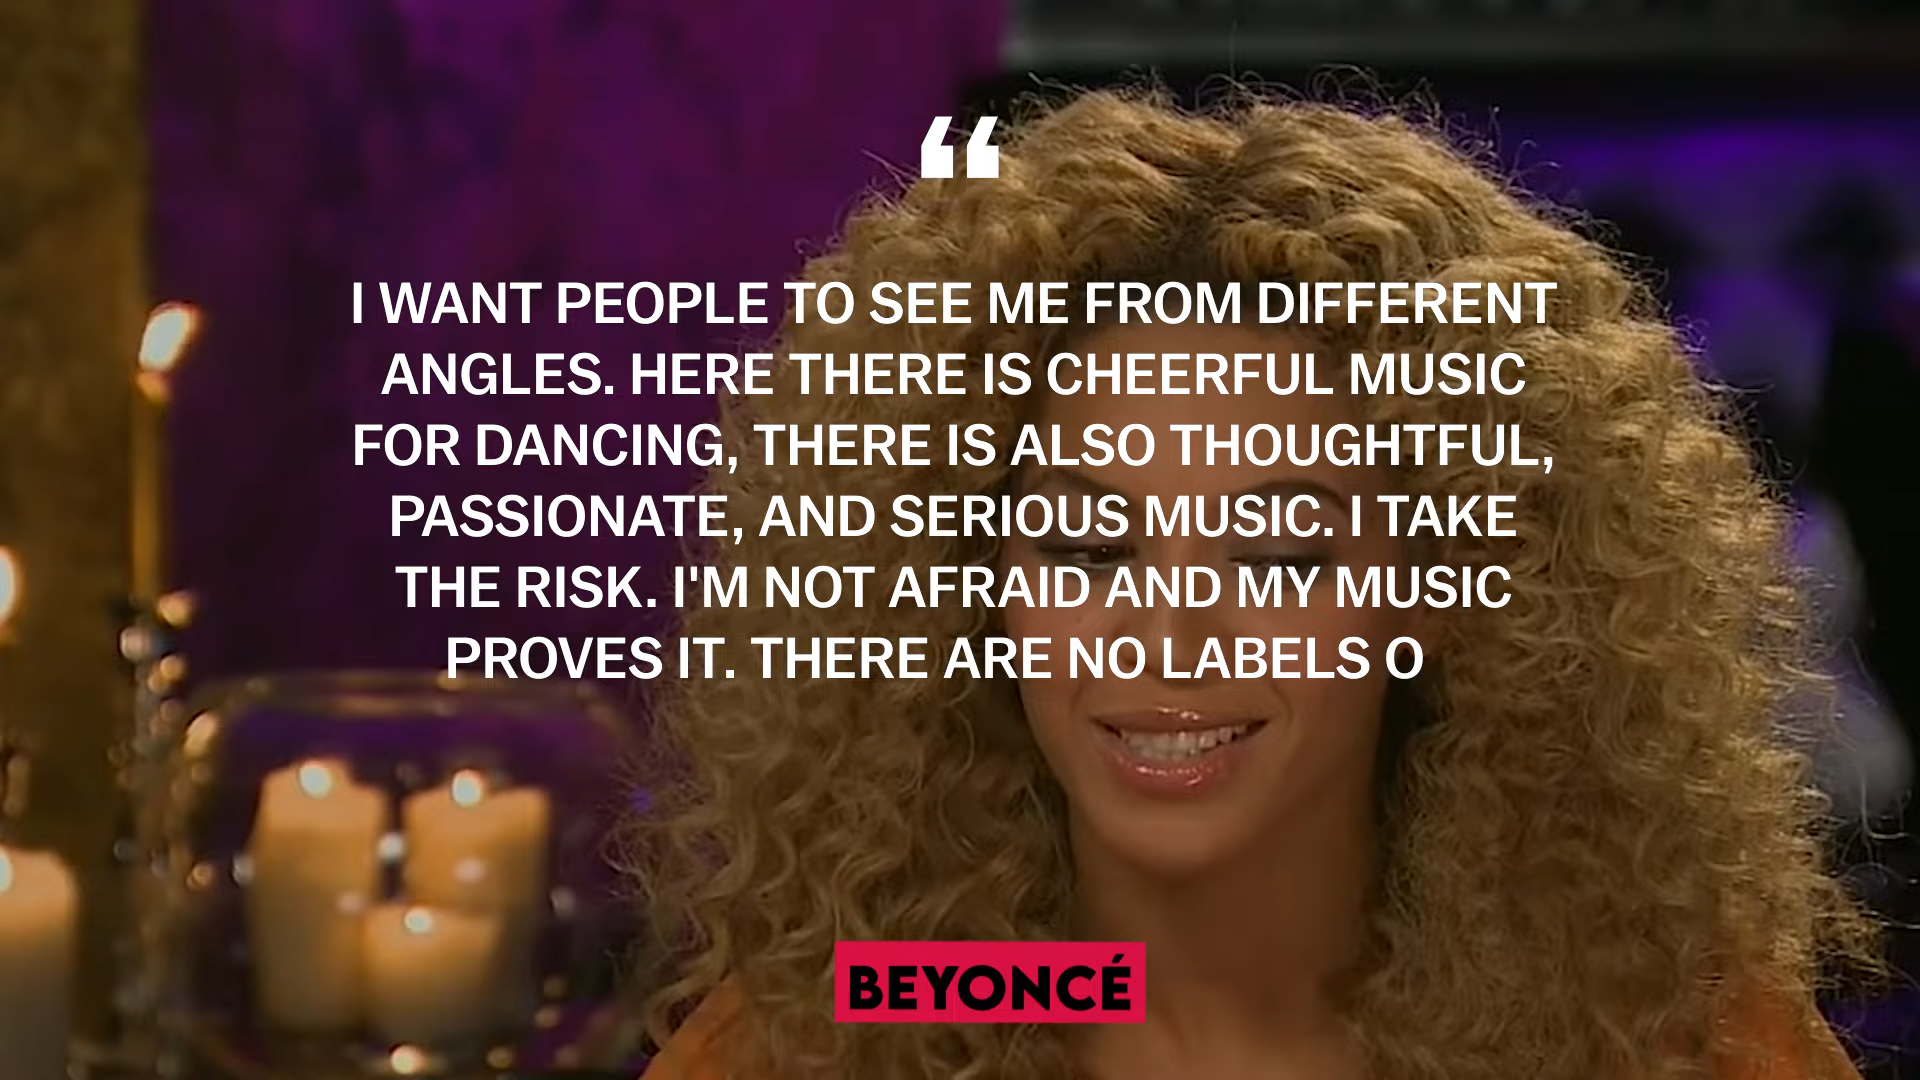 “
I WANT PEOPLE TO SEE ME FROM DIFFERENT
ANGLES. HERE THERE IS CHEERFUL MUSIC
FOR DANCING, THERE IS ALSO THOUGHTFUL,
PASSIONATE, AND SERIOUS MUSIC. I TAKE
THE RISK. I'M NOT AFRAID AND MY MUSIC
PROVES IT. THERE ARE NO LABELS O
BEYONCÉ